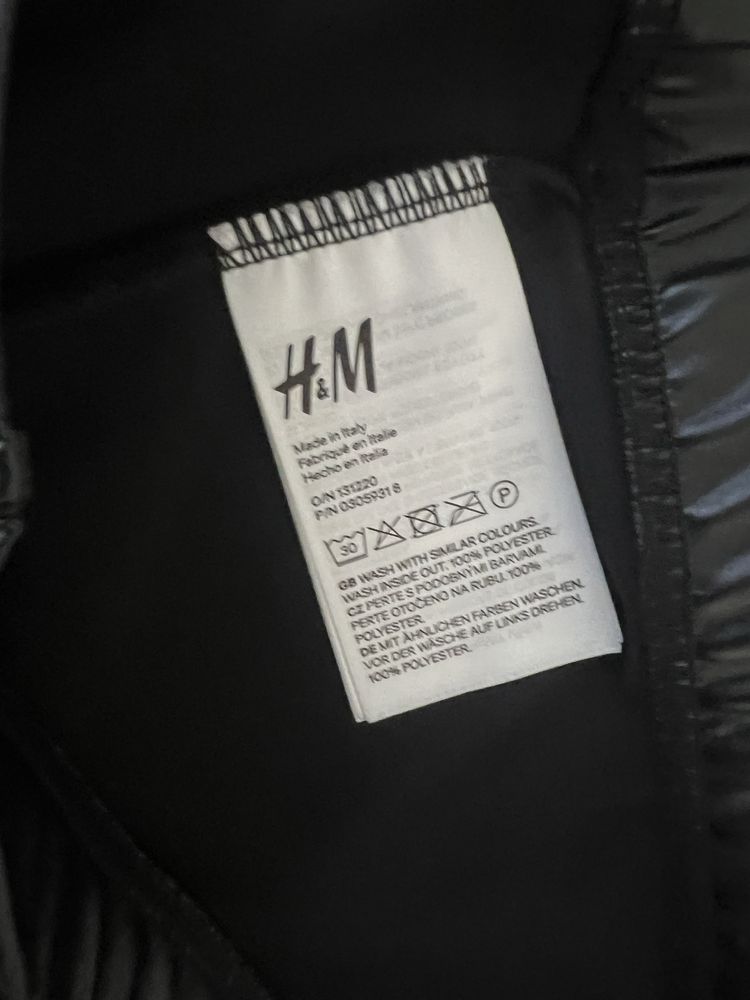 H&M
Made in Italy
Fabriqué en Italie
Hecho en Italia
O/N 131220
P/N 03059318
30 P
GB WASH WITH SIMILAR COLOURS.
WASH INSIDE OUT. 100% POLYESTER.
CZ PERTE S PODOBNÝMI BARVAMI.
PERTE OTOČENO NA RUBU. 100%
POLYESTER.
DE MIT ÄHNLICHEN FARBEN WASCHEN.
VOR DER WÄSCHE AUF LINKS DREHEN.
100% POLYESTER.